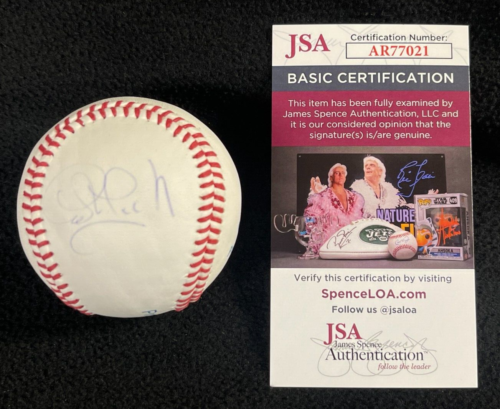 JSA
Certification Number:
AR77021
BASIC CERTIFICATION
This item has been fully examined by
James Spence Authentication, LLC and
it is our considered opinion that the
signature(s) is/are genuine.
NATURE
JETS
Verify this certification by visiting
SpenceLOA.com
Follow us @jsaloa
JSA
James Spence
Authentication
follow the leader